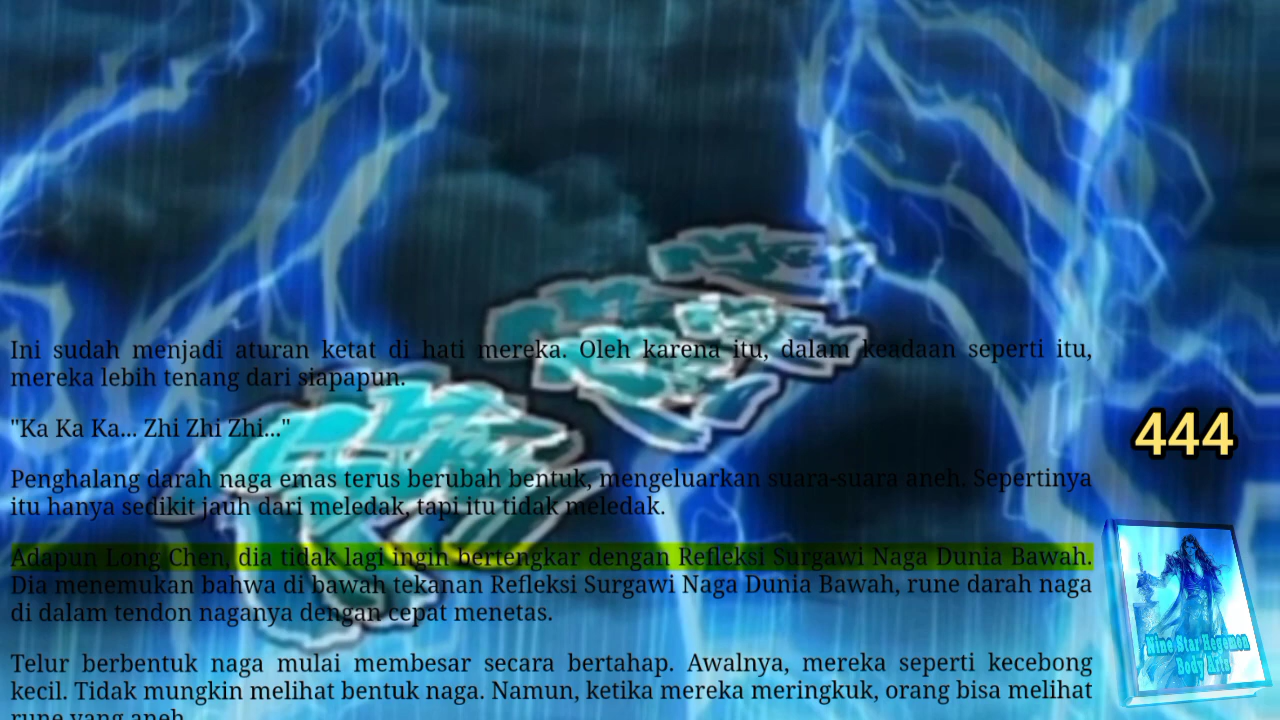 Ini sudah menjadi aturan ketat di hati mereka. Oleh karena itu, dalam keadaan seperti itu,
mereka lebih tenang dari siapapun.
"Ka Ka Ka... Zhi Zhi Zhi..."
Penghalang darah naga emas terus berubah bentuk, mengeluarkan suara-suara aneh. Sepertinya
itu hanya sedikit jauh dari meledak, tapi itu tidak meledak.
Adapun Long Chen, dia tidak lagi ingin bertengkar dengan Refleksi Surgawi Naga Dunia Bawah.
Dia menemukan bahwa di bawah tekanan Refleksi Surgawi Naga Dunia Bawah, rune darah naga
di dalam tendon naganya dengan cepat menetas.
Telur berbentuk naga mulai membesar secara bertahap. Awalnya, mereka seperti kecebong
kecil. Tidak mungkin melihat bentuk naga. Namun, ketika mereka meringkuk, orang bisa melihat
rune yang aneh.
444
Nine Star Hegemon
Body Arts